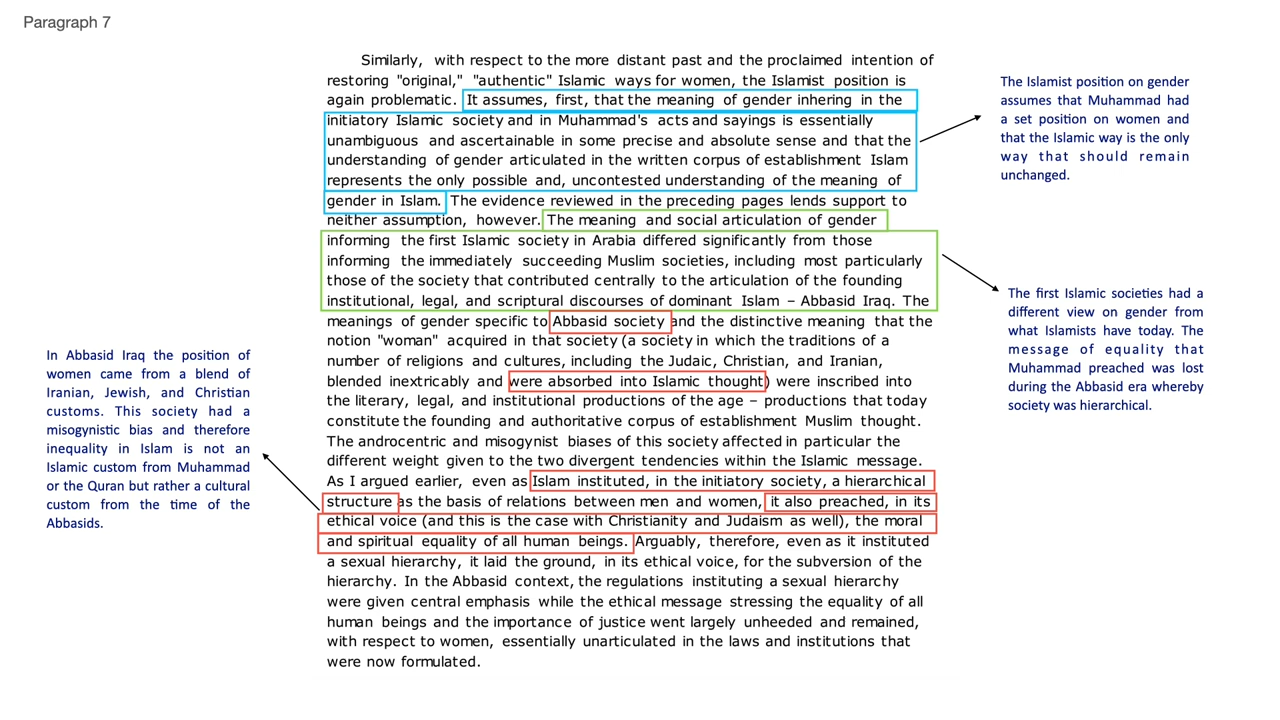 Paragraph 7
Similarly, with respect to the more distant past and the proclaimed intention of
restoring "original," "authentic" Islamic ways for women, the Islamist position is
again problematic. It assumes, first, that the meaning of gender inhering in the
initiatory Islamic society and in Muhammad's acts and sayings is essentially
unambiguous and ascertainable in some precise and absolute sense and that the
understanding of gender articulated in the written corpus of establishment Islam
represents the only possible and, uncontested understanding of the meaning of
gender in Islam. The evidence reviewed in the preceding pages lends support to
neither assumption, however. The meaning and social articulation of gender
informing the first Islamic society in Arabia differed significantly from those
informing the immediately succeeding Muslim societies, including most particularly
those of the society that contributed centrally to the articulation of the founding
institutional, legal, and scriptural discourses of dominant Islam – Abbasid Iraq. The
meanings of gender specific to Abbasid society and the distinctive meaning that the
notion "woman" acquired in that society (a society in which the traditions of a
number of religions and cultures, including the Judaic, Christian, and Iranian,
blended inextricably and were absorbed into Islamic thought) were inscribed into
the literary, legal, and institutional productions of the age – productions that today
constitute the founding and authoritative corpus of establishment Muslim thought.
The androcentric and misogynist biases of this society affected in particular the
different weight given to the two divergent tendencies within the Islamic message.
As I argued earlier, even as Islam instituted, in the initiatory society, a hierarchical
structure as the basis of relations between men and women, it also preached, in its
ethical voice (and this is the case with Christianity and Judaism as well), the moral
and spiritual equality of all human beings. Arguably, therefore, even as it instituted
a sexual hierarchy, it laid the ground, in its ethical voice, for the subversion of the
hierarchy. In the Abbasid context, the regulations instituting a sexual hierarchy
were given central emphasis while the ethical message stressing the equality of all
human beings and the importance of justice went largely unheeded and remained,
with respect to women, essentially unarticulated in the laws and institutions that
were now formulated.
The Islamist position on gender
assumes that Muhammad had
a set position on women and
that the Islamic way is the only
way that should remain
unchanged.
The first Islamic societies had a
different view on gender from
what Islamists have today. The
message of equality that
Muhammad preached was lost
during the Abbasid era whereby
society was hierarchical.
In Abbasid Iraq the position of
women came from a blend of
Iranian, Jewish, and Christian
customs. This society had a
misogynistic bias and therefore
inequality in Islam is not an
Islamic custom from Muhammad
or the Quran but rather a cultural
custom from the time of the
Abbasids.